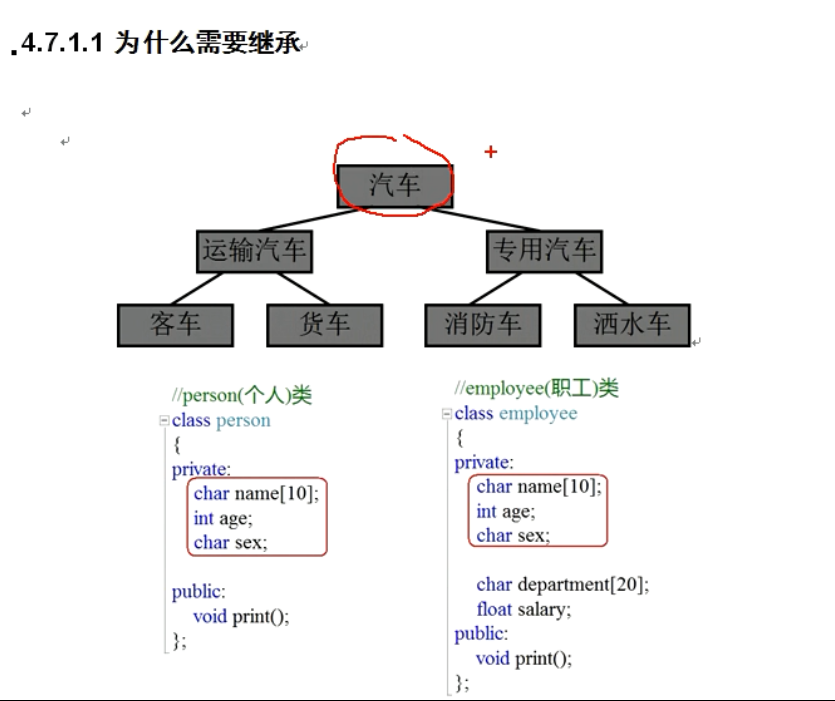 4.7.1.1 为什么需要继承
汽车
运输汽车
专用汽车
客车
货车
消防车
洒水车
//person(个人)类
class person
{
private:
char name[10];
int age;
char sex;
public:
void print();
};
//employee(职工)类
class employee
{
private:
char name[10];
int age;
char sex;
char department[20];
float salary;
public:
void print();
};